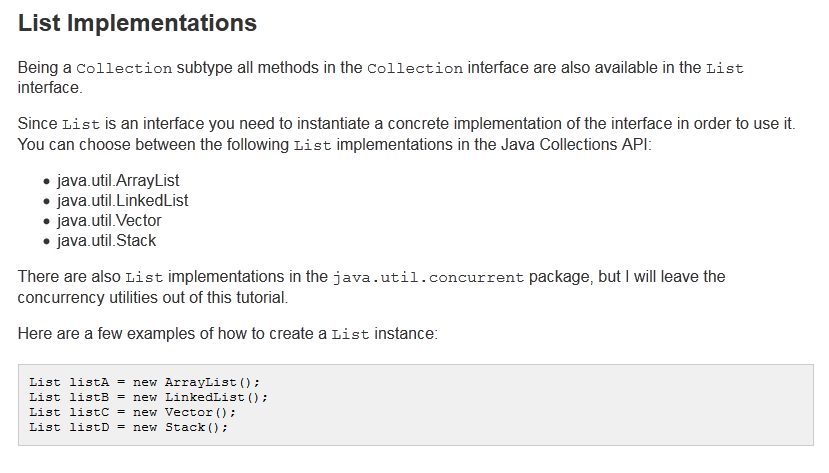 List Implementations
Being a Collection subtype all methods in the Collection interface are also available in the List
interface.
Since List is an interface you need to instantiate a concrete implementation of the interface in order to use it.
You can choose between the following List implementations in the Java Collections API:
• java.util.ArrayList
• java.util.LinkedList
• java.util.Vector
• java.util.Stack
There are also List implementations in the java.util.concurrent package, but I will leave the
concurrency utilities out of this tutorial.
Here are a few examples of how to create a List instance:
List listA = new ArrayList();
List listB = new LinkedList();
List listC = new Vector();
List listD = new Stack();